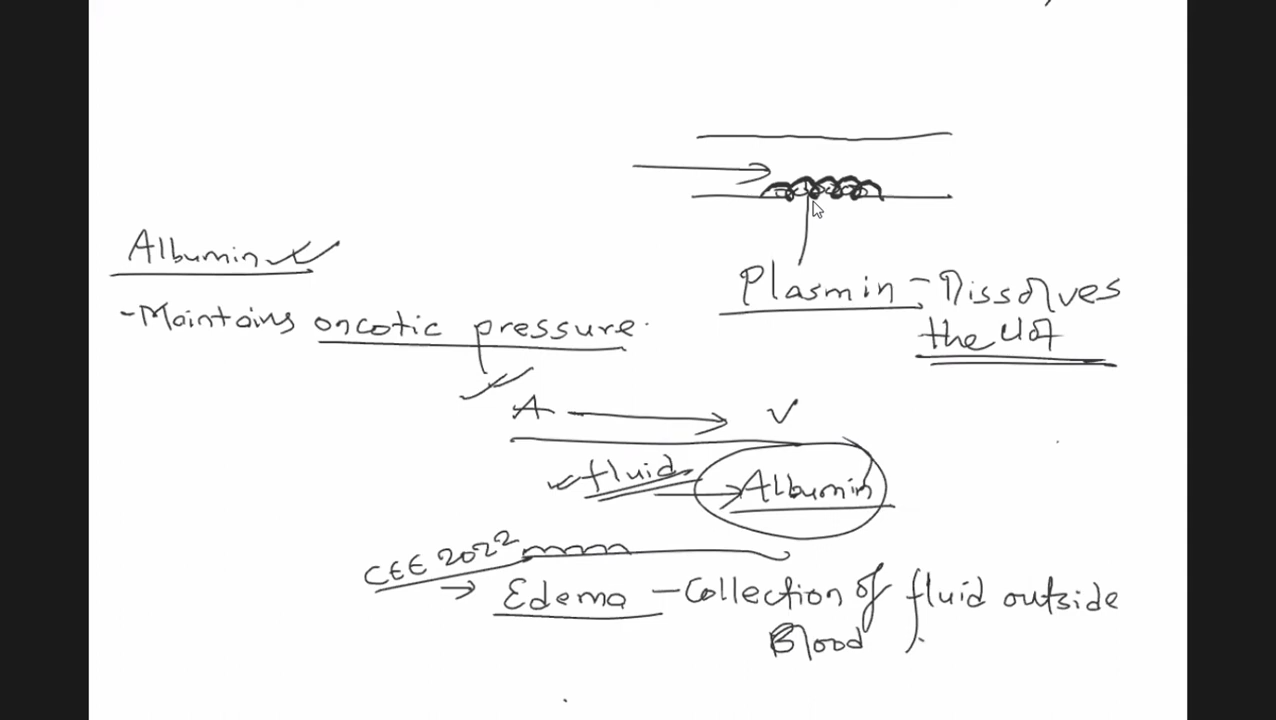 Albumin
- Maintains oncotic pressure.
Plasmin - Dissolves
the clot
A → V
fluid → Albumin
CEE 2022
→ Edema - Collection of fluid outside
Blood